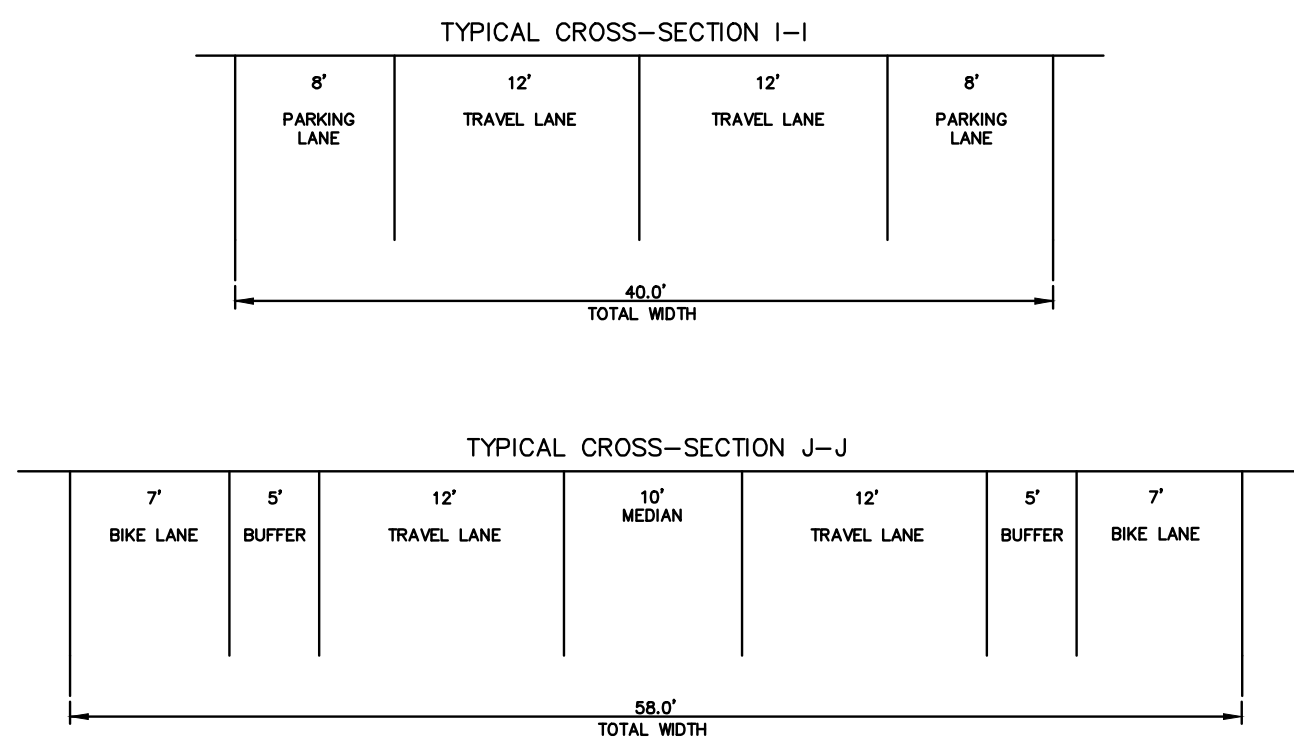 TYPICAL CROSS-SECTION I-I
8' 12' 12' 8'
PARKING LANE TRAVEL LANE TRAVEL LANE PARKING LANE
40.0'
TOTAL WIDTH
TYPICAL CROSS-SECTION J-J
7' 5' 12' 10' 12' 5' 7'
MEDIAN
BIKE LANE BUFFER TRAVEL LANE TRAVEL LANE BUFFER BIKE LANE
58.0'
TOTAL WIDTH